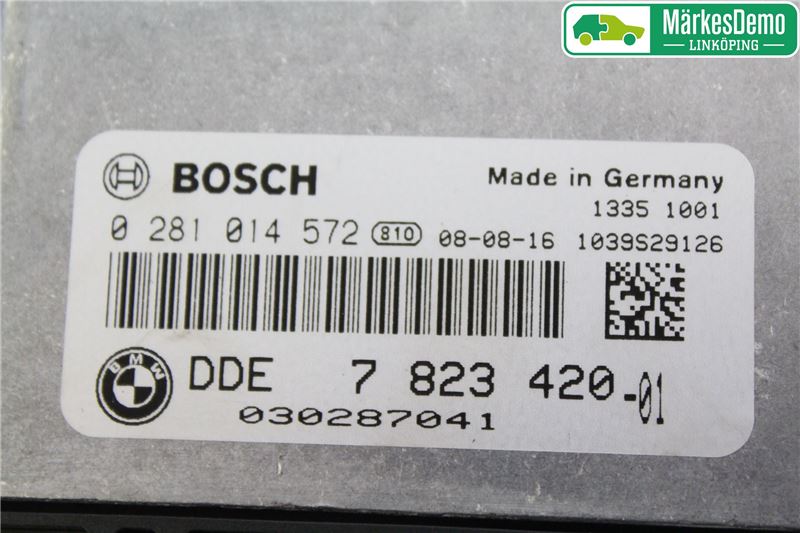 MärkesDemo
LINKÖPING
BOSCH Made in Germany
1335 1001
0 281 014 572 810 08-08-16 1039S29126
BMW DDE 7 823 420-01
030287041